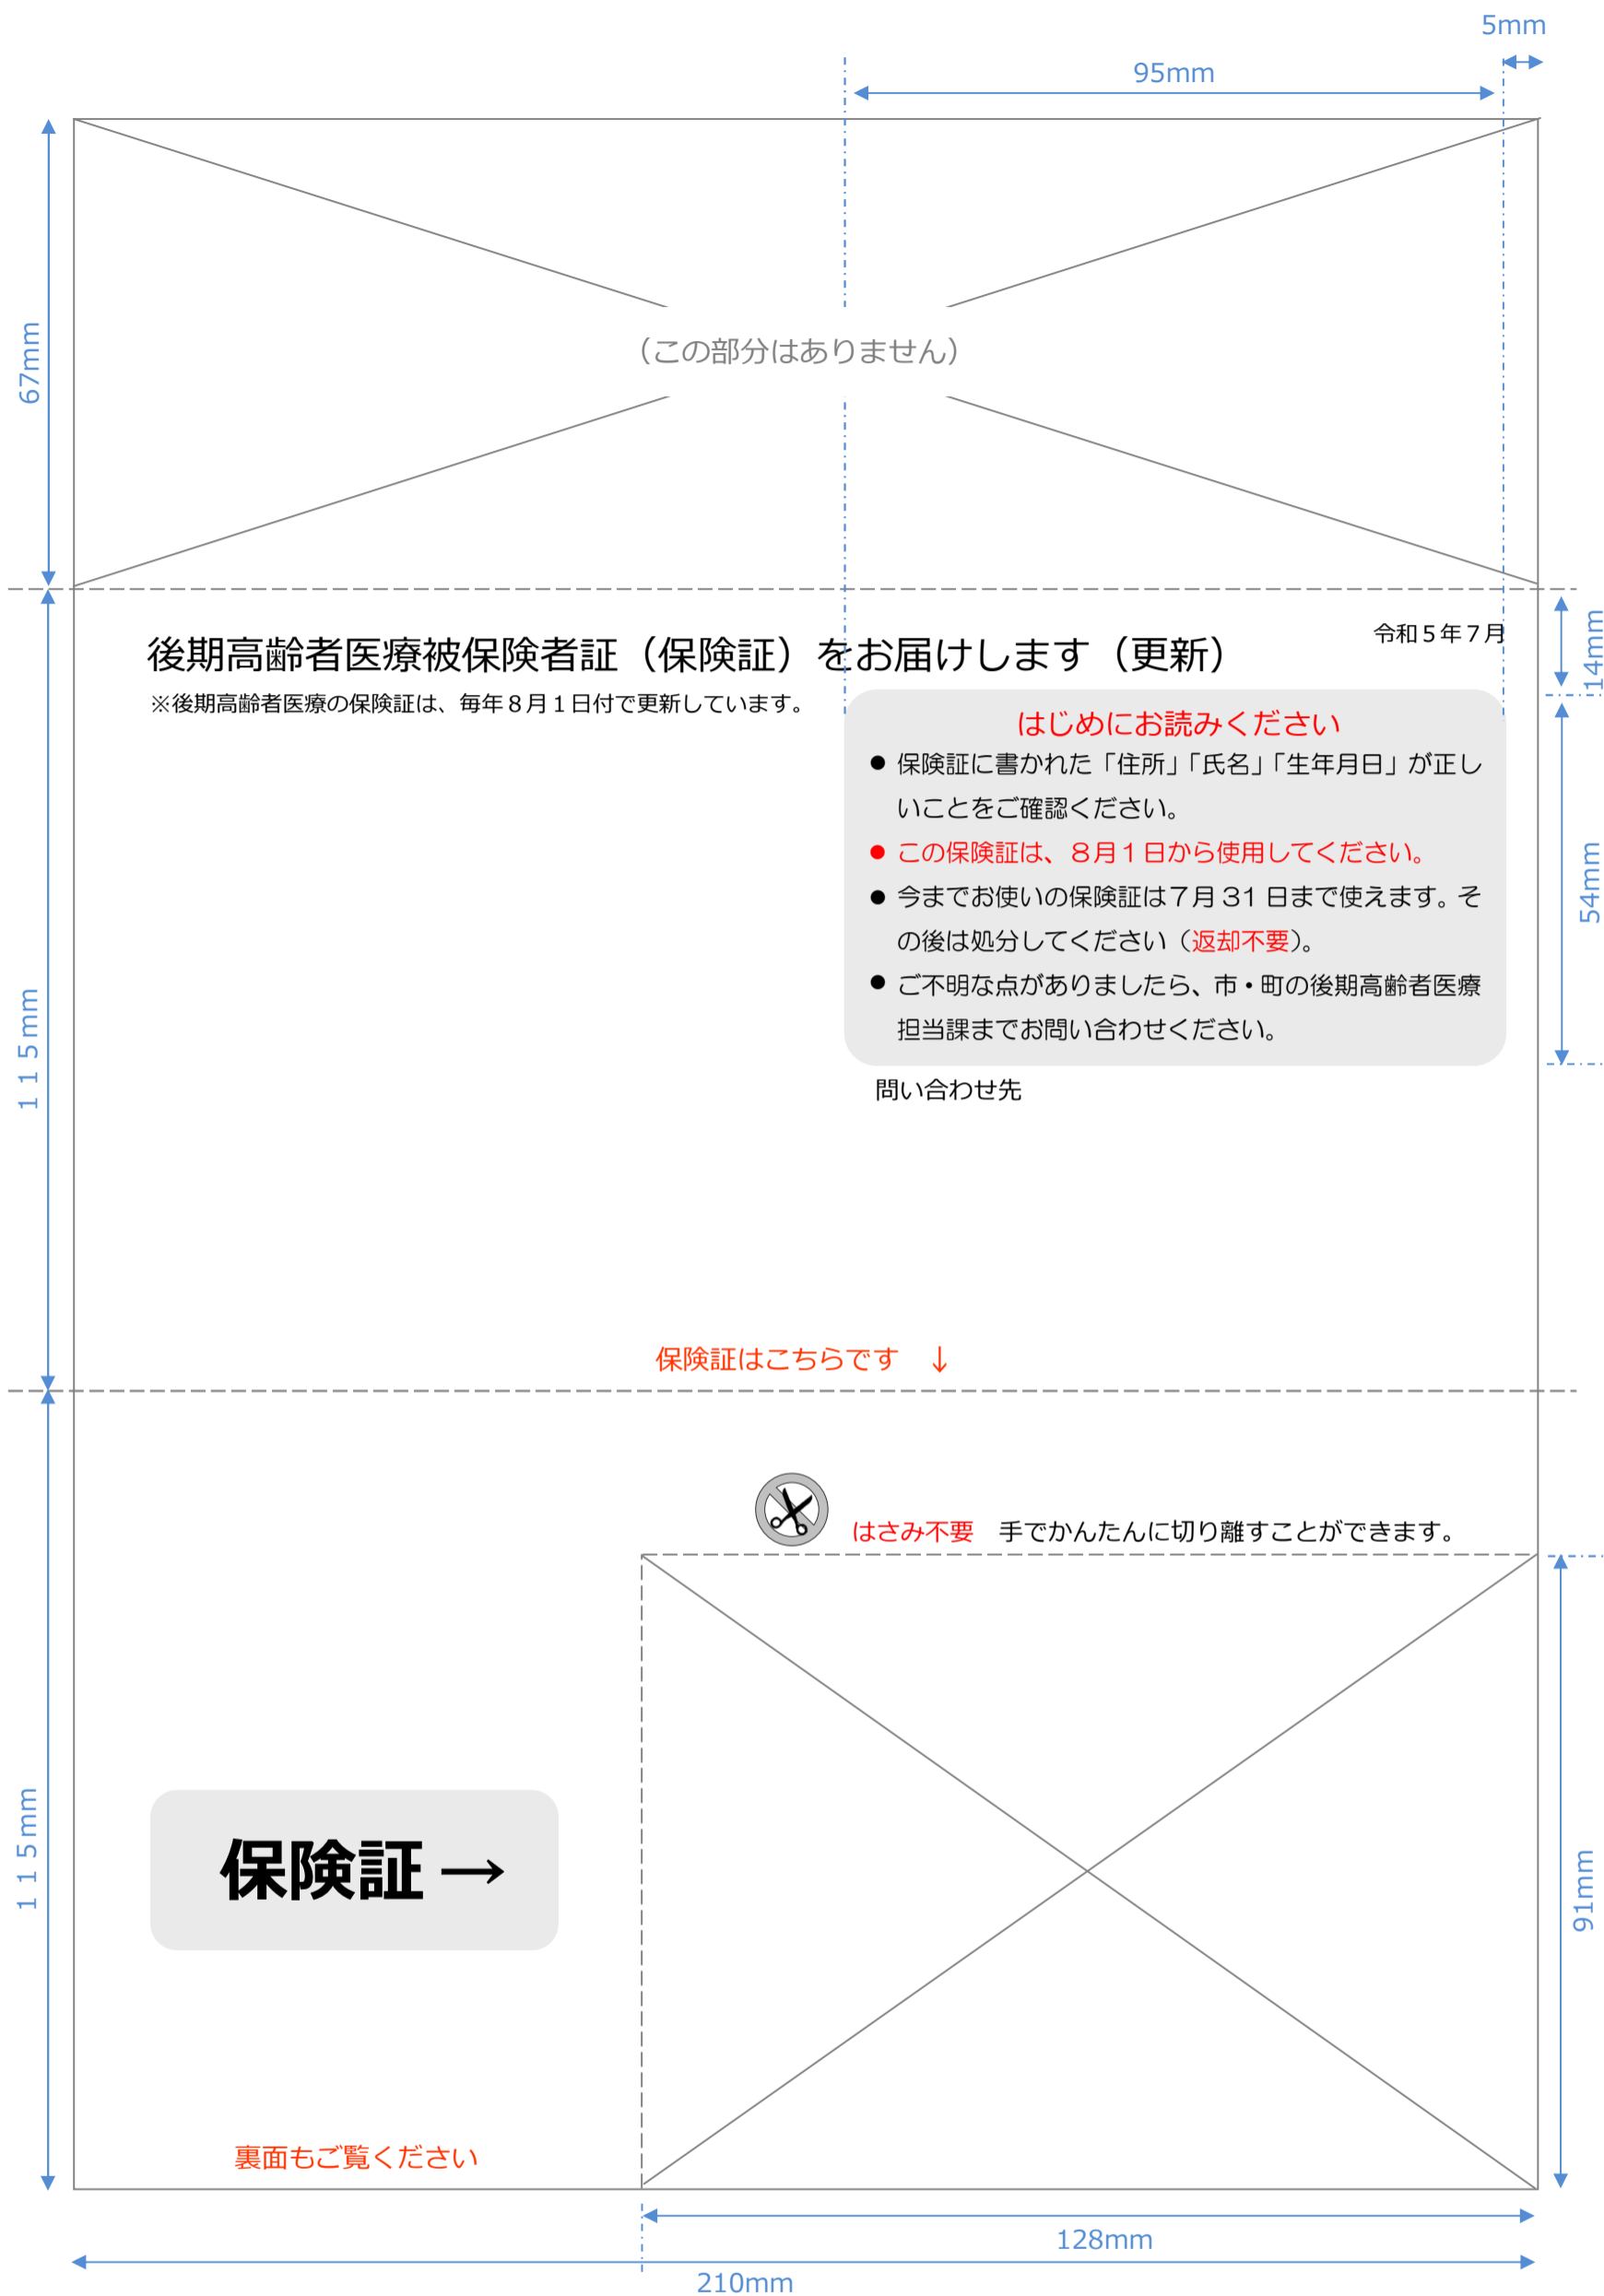 5mm
95mm
67mm
（この部分はありません）
後期高齢者医療被保険者証（保険証）をお届けします（更新）
令和５年７月
14mm
※後期高齢者医療の保険証は、毎年８月１日付で更新しています。
はじめにお読みください
● 保険証に書かれた「住所」「氏名」「生年月日」が正し
いことをご確認ください。
● この保険証は、８月１日から使用してください。
● 今までお使いの保険証は７月 31 日まで使えます。そ
の後は処分してください（返却不要）。
● ご不明な点がありましたら、市・町の後期高齢者医療
担当課までお問い合わせください。
54mm
115mm
問い合わせ先
保険証はこちらです　↓
はさみ不要　手でかんたんに切り離すことができます。
保険証→
115mm
91mm
裏面もご覧ください
128mm
210mm